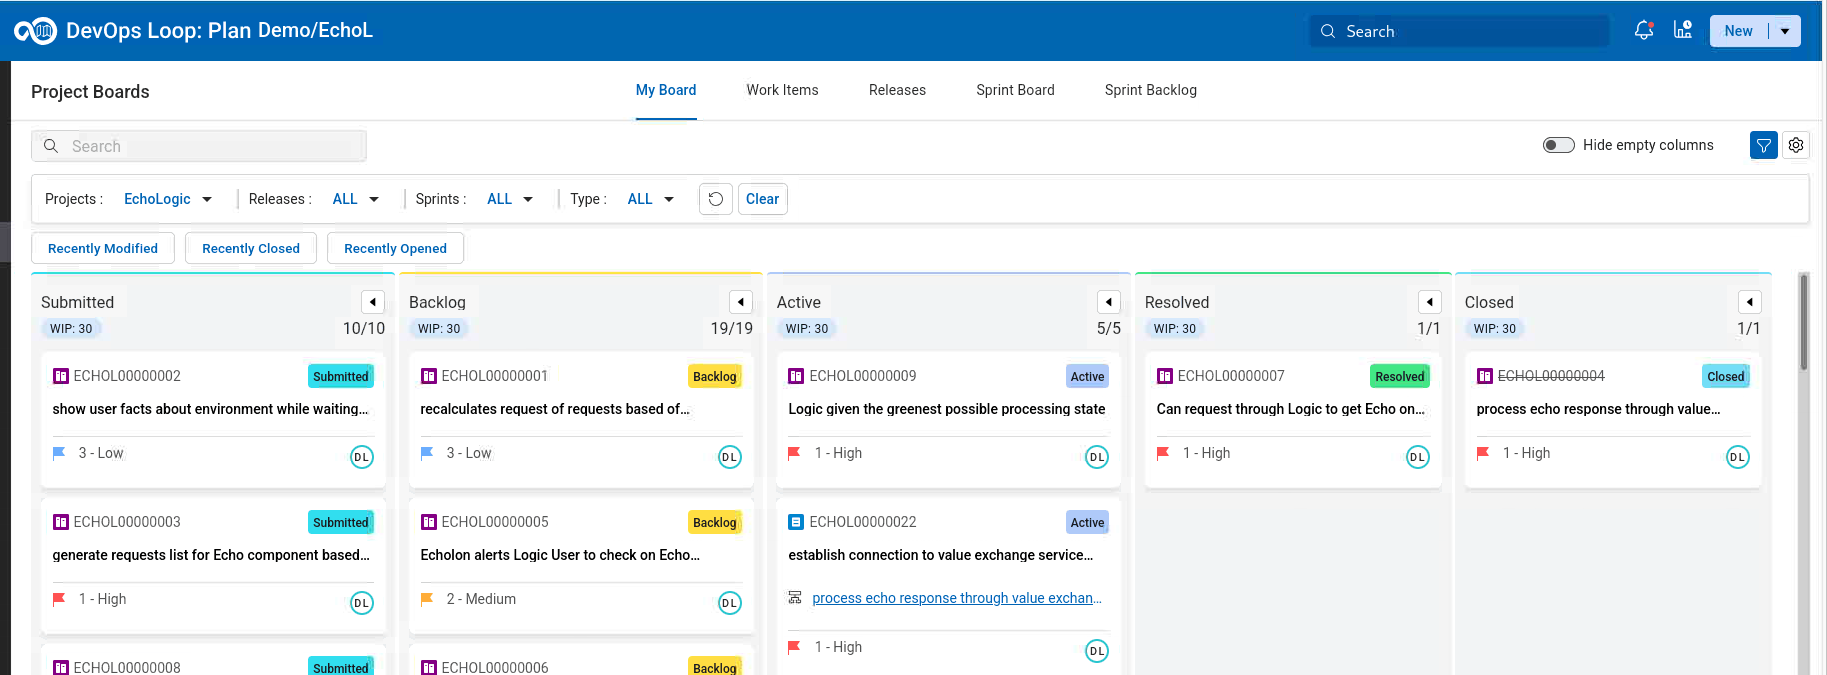 DevOps Loop: Plan Demo/EchoL
Search
New
Project Boards
My Board
Work Items
Releases
Sprint Board
Sprint Backlog
Search
Hide empty columns
Projects : EchoLogic
Releases : ALL
Sprints : ALL
Type : ALL
Clear
Recently Modified
Recently Closed
Recently Opened
Submitted
WIP: 30
10/10
ECHOL00000002
Submitted
show user facts about environment while waiting...
3 - Low
DL
ECHOL00000003
Submitted
generate requests list for Echo component based...
1 - High
DL
ECHOL00000008
Submitted
Backlog
WIP: 30
19/19
ECHOL00000001
Backlog
recalculates request of requests based of...
3 - Low
DL
ECHOL00000005
Backlog
Echolon alerts Logic User to check on Echo...
2 - Medium
DL
ECHOL00000006
Backlog
Active
WIP: 30
5/5
ECHOL00000009
Active
Logic given the greenest possible processing state
1 - High
DL
ECHOL00000022
Active
establish connection to value exchange service...
process echo response through value exchan...
1 - High
DL
Resolved
WIP: 30
1/1
ECHOL00000007
Resolved
Can request through Logic to get Echo on...
1 - High
DL
Closed
WIP: 30
1/1
ECHOL00000004
Closed
process echo response through value...
1 - High
DL